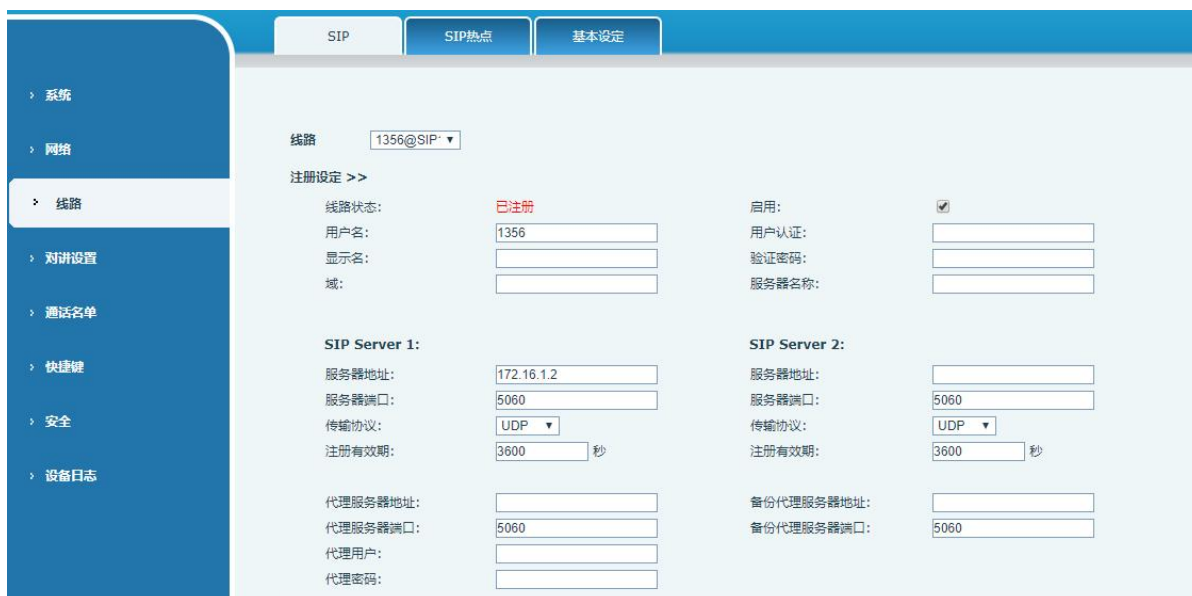 SIP SIP热点 基本设定
系统
网络
线路
对讲设置
通话名单
快捷键
安全
设备日志
线路 1356@SIP1
注册设定 >>
线路状态: 已注册 启用:
用户名: 1356 用户认证:
显示名: 验证密码:
域: 服务器名称:
SIP Server 1: SIP Server 2:
服务器地址: 172.16.1.2 服务器地址:
服务器端口: 5060 服务器端口: 5060
传输协议: UDP 传输协议: UDP
注册有效期: 3600 秒 注册有效期: 3600 秒
代理服务器地址: 备份代理服务器地址:
代理服务器端口: 5060 备份代理服务器端口: 5060
代理用户:
代理密码: